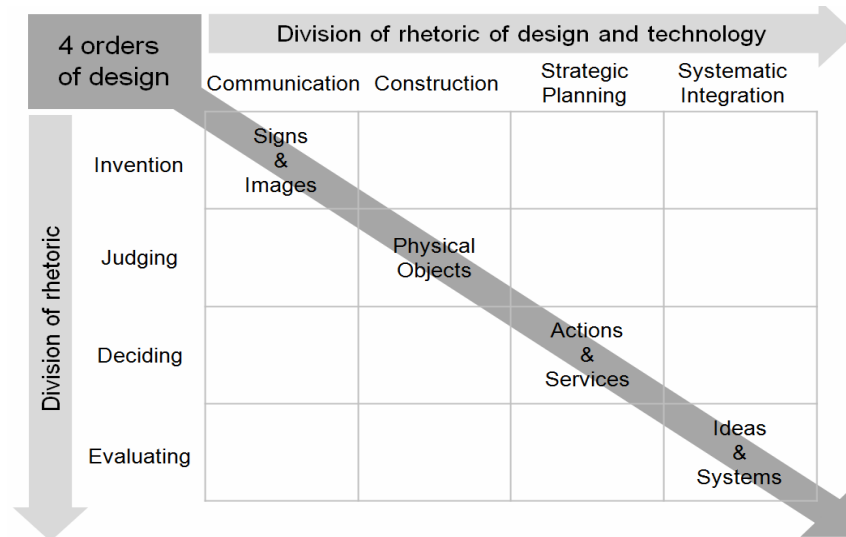 4 orders
of design
Division of rhetoric of design and technology
Communication
Construction
Strategic
Planning
Systematic
Integration
Division of rhetoric
Invention
Signs
&
Images
Judging
Physical
Objects
Deciding
Actions
&
Services
Evaluating
Ideas
&
Systems